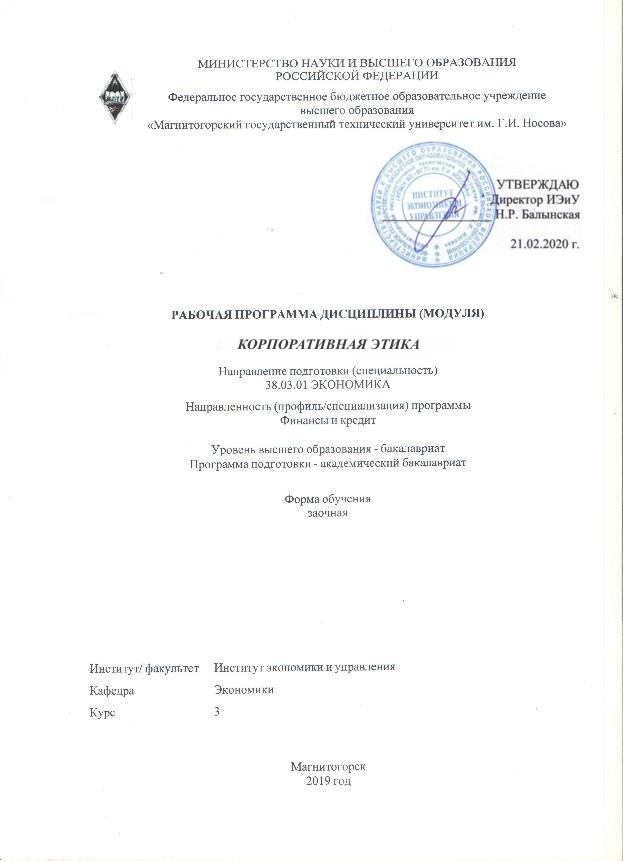 МИНИСТЕРСТВО НАУКИ И ВЫСШЕГО ОБРАЗОВАНИЯ
РОССИЙСКОЙ ФЕДЕРАЦИИ
Федеральное государственное бюджетное образовательное учреждение
высшего образования
«Магнитогорский государственный технический университет им. Г.И. Носова»
ИНСТИТУТ
ЭКОНОМИКИ И
УПРАВЛЕНИЯ
УТВЕРЖДАЮ
Директор ИЭиУ
Н.Р. Балынская
21.02.2020 г.
РАБОЧАЯ ПРОГРАММА ДИСЦИПЛИНЫ (МОДУЛЯ)
КОРПОРАТИВНАЯ ЭТИКА
Направление подготовки (специальность)
38.03.01 ЭКОНОМИКА
Направленность (профиль/специализация) программы
Финансы и кредит
Уровень высшего образования - бакалавриат
Программа подготовки - академический бакалавриат
Форма обучения
заочная
Институт/ факультет Институт экономики и управления
Кафедра Экономики
Курс 3
Магнитогорск
2019 год